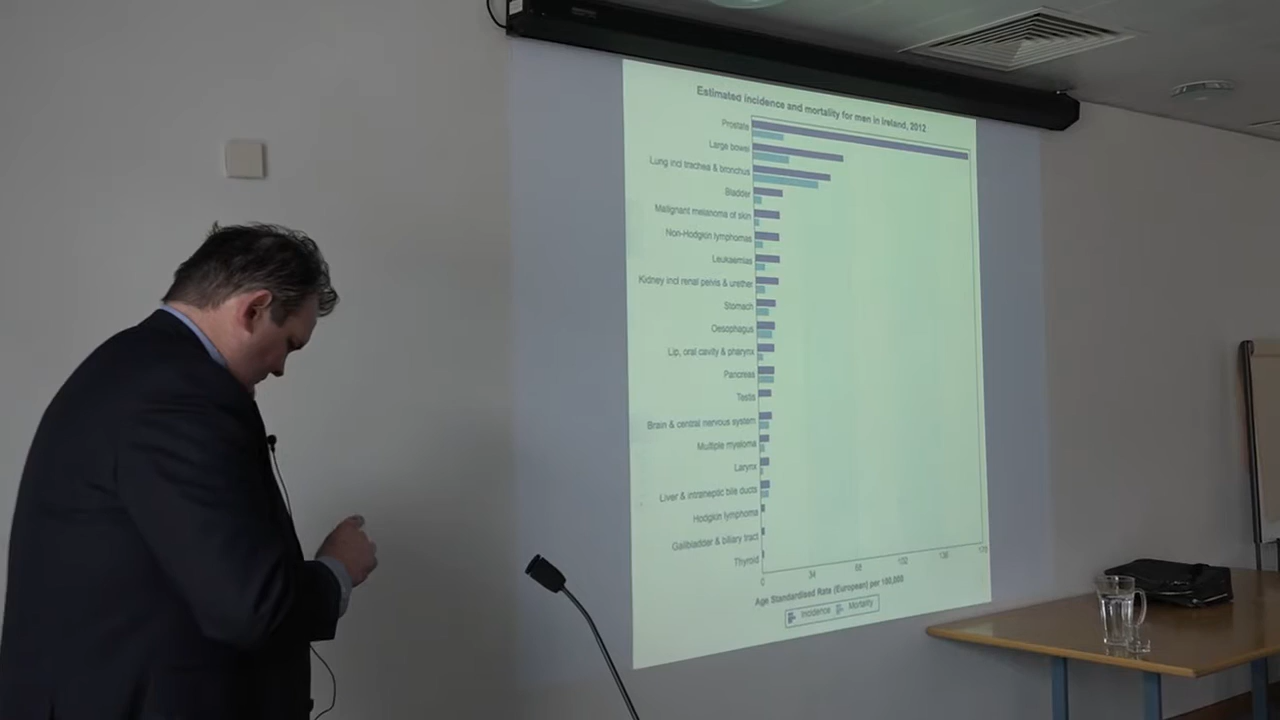 Estimated incidence and mortality for men in Ireland, 2012
Prostate
Large bowel
Lung incl trachea & bronchus
Bladder
Malignant melanoma of skin
Non-Hodgkin lymphomas
Leukaemias
Kidney incl renal pelvis & urether
Stomach
Oesophagus
Lip, oral cavity & pharynx
Pancreas
Testis
Brain & central nervous system
Multiple myeloma
Larynx
Liver & intraheptic bile ducts
Hodgkin lymphoma
Gallbladder & biliary tract
Thyroid
0 34 68 102 136
Age Standardised Rate (European) per 100,000
Incidence Mortality